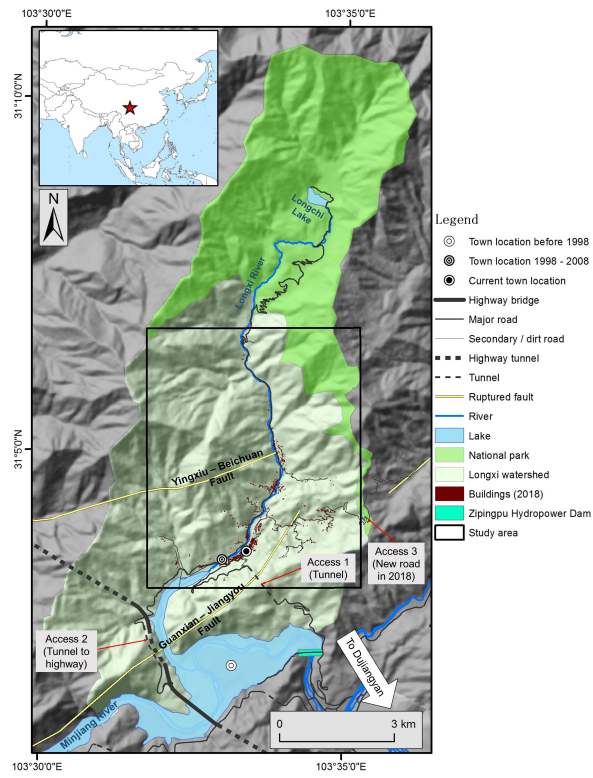 103°30'0"E
103°35'0"E
31°10'0"N
N
Longchi
Lake
Longxi River
31°5'0"N
Yingxiu – Beichuan
Fault
Access 1
(Tunnel)
Access 3
(New road
in 2018)
Guanxian – Jiangyou
Fault
Access 2
(Tunnel to
highway)
To Dujiangyan
Minjiang River
0
3 km
103°30'0"E
103°35'0"E
Legend
Town location before 1998
Town location 1998 - 2008
Current town location
Highway bridge
Major road
Secondary / dirt road
Highway tunnel
Tunnel
Ruptured fault
River
Lake
National park
Longxi watershed
Buildings (2018)
Zipingpu Hydropower Dam
Study area